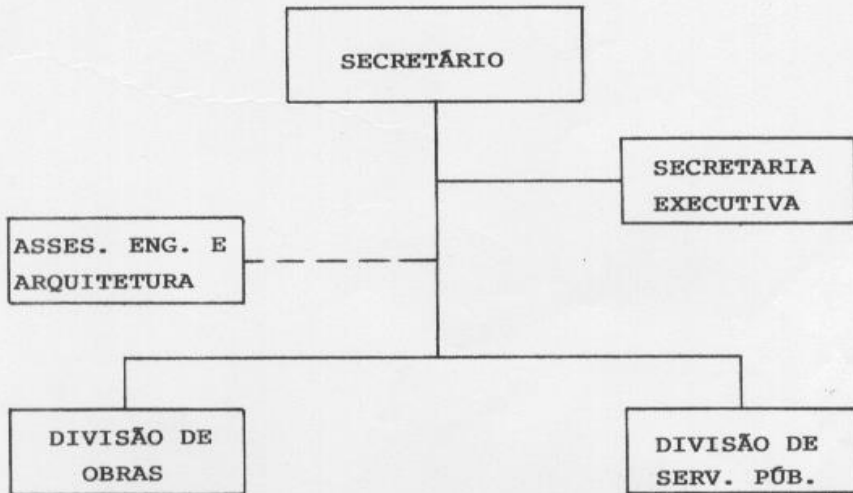 SECRETÁRIO
SECRETARIA
EXECUTIVA
ASSES. ENG. E
ARQUITETURA
DIVISÃO DE
OBRAS
DIVISÃO DE
SERV. PÚB.